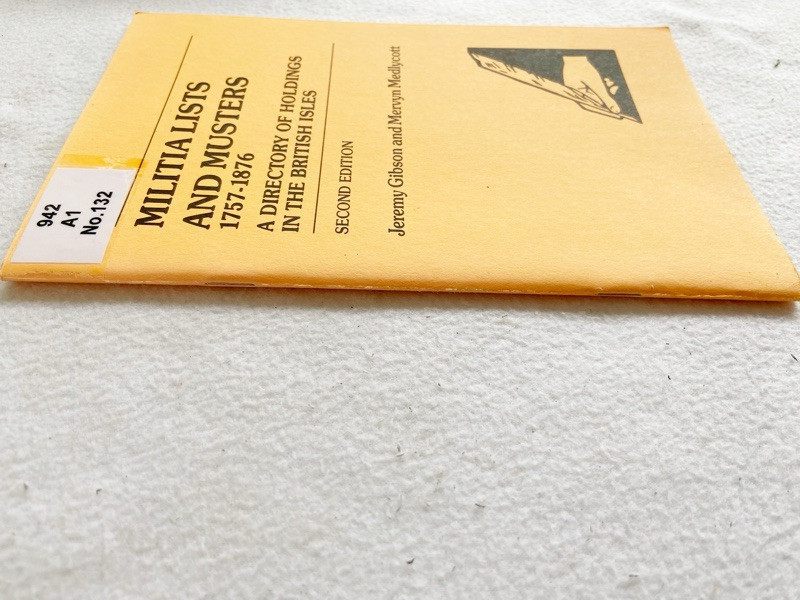 942
A1
No.132
MILITIA LISTS
AND MUSTERS
1757-1876
A DIRECTORY OF HOLDINGS
IN THE BRITISH ISLES
SECOND EDITION
Jeremy Gibson and Mervyn Medlycott